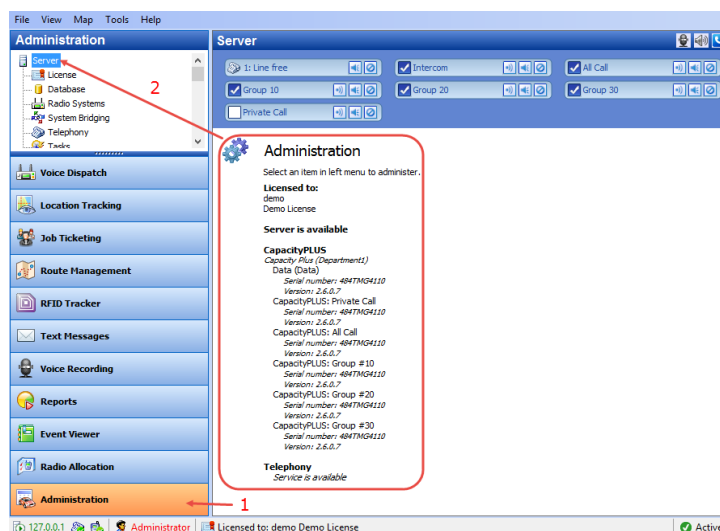 File View Map Tools Help
Administration
Server
License
Database
Radio Systems
System Bridging
Telephony
Tasks
2
Voice Dispatch
Location Tracking
Job Ticketing
Route Management
RFID Tracker
Text Messages
Voice Recording
Reports
Event Viewer
Radio Allocation
Administration
1
Server
1: Line free
Intercom
All Call
Group 10
Group 20
Group 30
Private Call
Administration
Select an item in left menu to administer.
Licensed to:
demo
Demo License
Server is available
CapacityPLUS
Capacity Plus (Department1)
Data (Data)
Serial number: 484TMG4110
Version: 2.6.0.7
CapacityPLUS: Private Call
Serial number: 484TMG4110
Version: 2.6.0.7
CapacityPLUS: All Call
Serial number: 484TMG4110
Version: 2.6.0.7
CapacityPLUS: Group #10
Serial number: 484TMG4110
Version: 2.6.0.7
CapacityPLUS: Group #20
Serial number: 484TMG4110
Version: 2.6.0.7
CapacityPLUS: Group #30
Serial number: 484TMG4110
Version: 2.6.0.7
Telephony
Service is available
127.0.0.1 Administrator Licensed to: demo Demo License Active